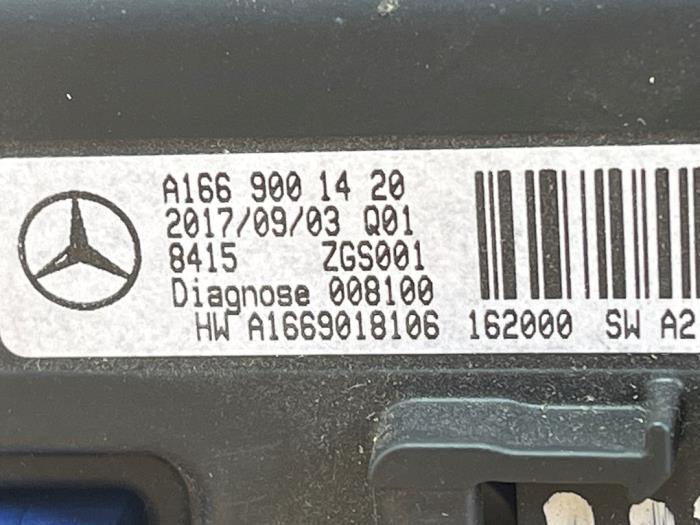 A166 900 14 20
2017/09/03 Q01
8415 ZGS001
Diagnose 008100
HW A1669018106 162000 SW A2